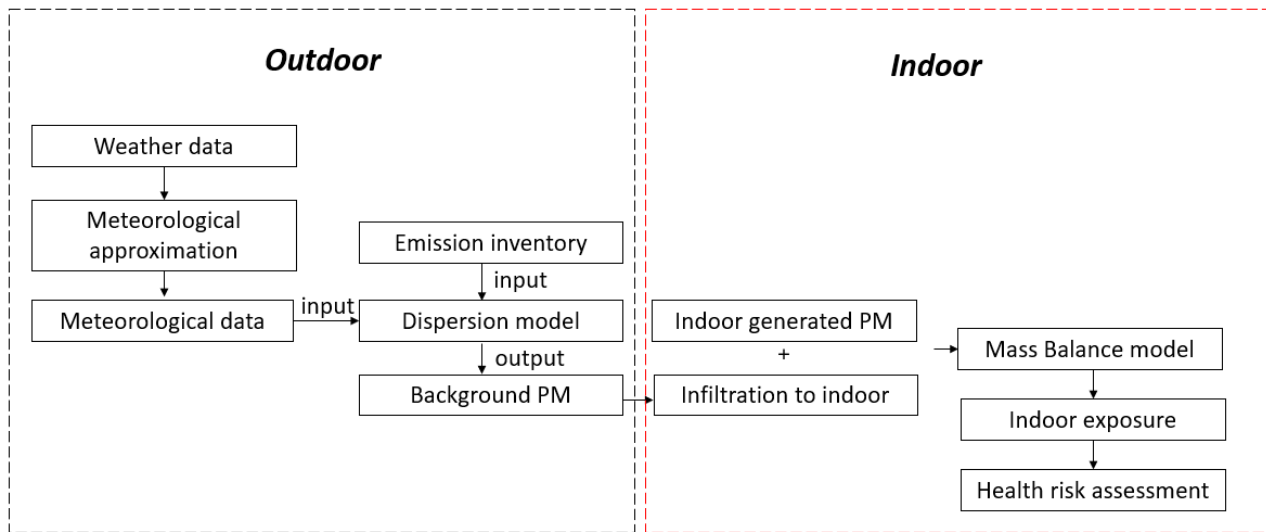 Outdoor
Weather data
Meteorological
approximation
Meteorological data
input
Emission inventory
input
Dispersion model
output
Background PM
Indoor
Indoor generated PM
+
Infiltration to indoor
Mass Balance model
Indoor exposure
Health risk assessment